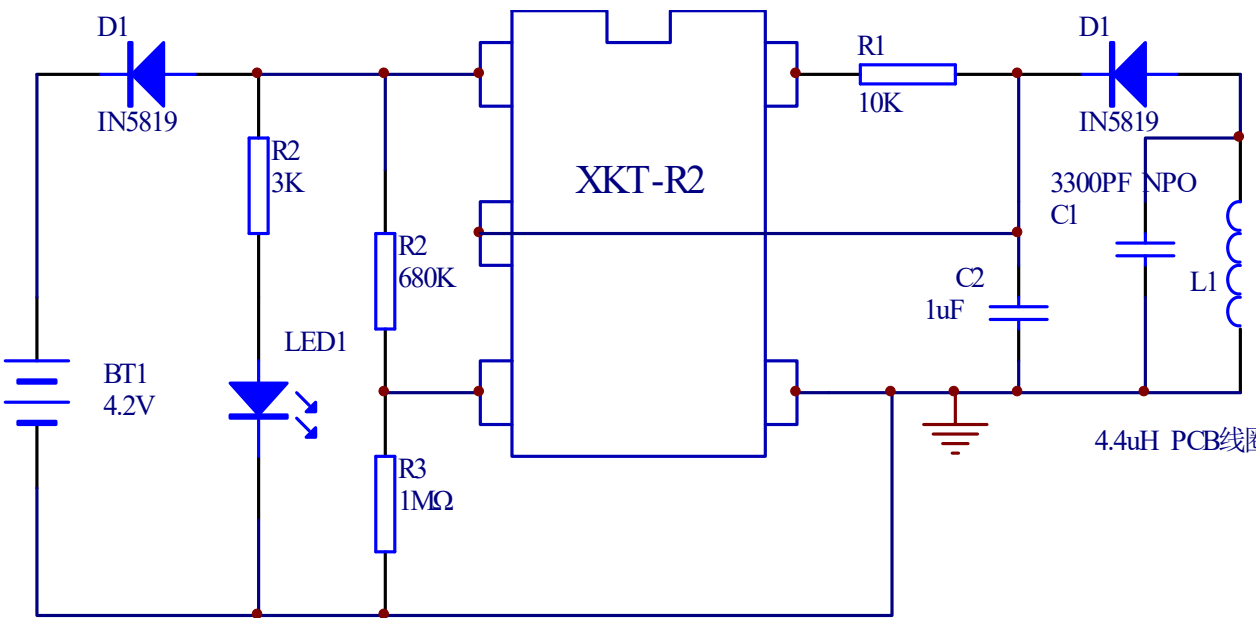 D1
IN5819
R2
3K
R2
680K
LED1
BT1
4.2V
R3
1MΩ
XKT-R2
R1
10K
D1
IN5819
3300PF NPO
C1
C2
1uF
L1
4.4uH PCB线圈